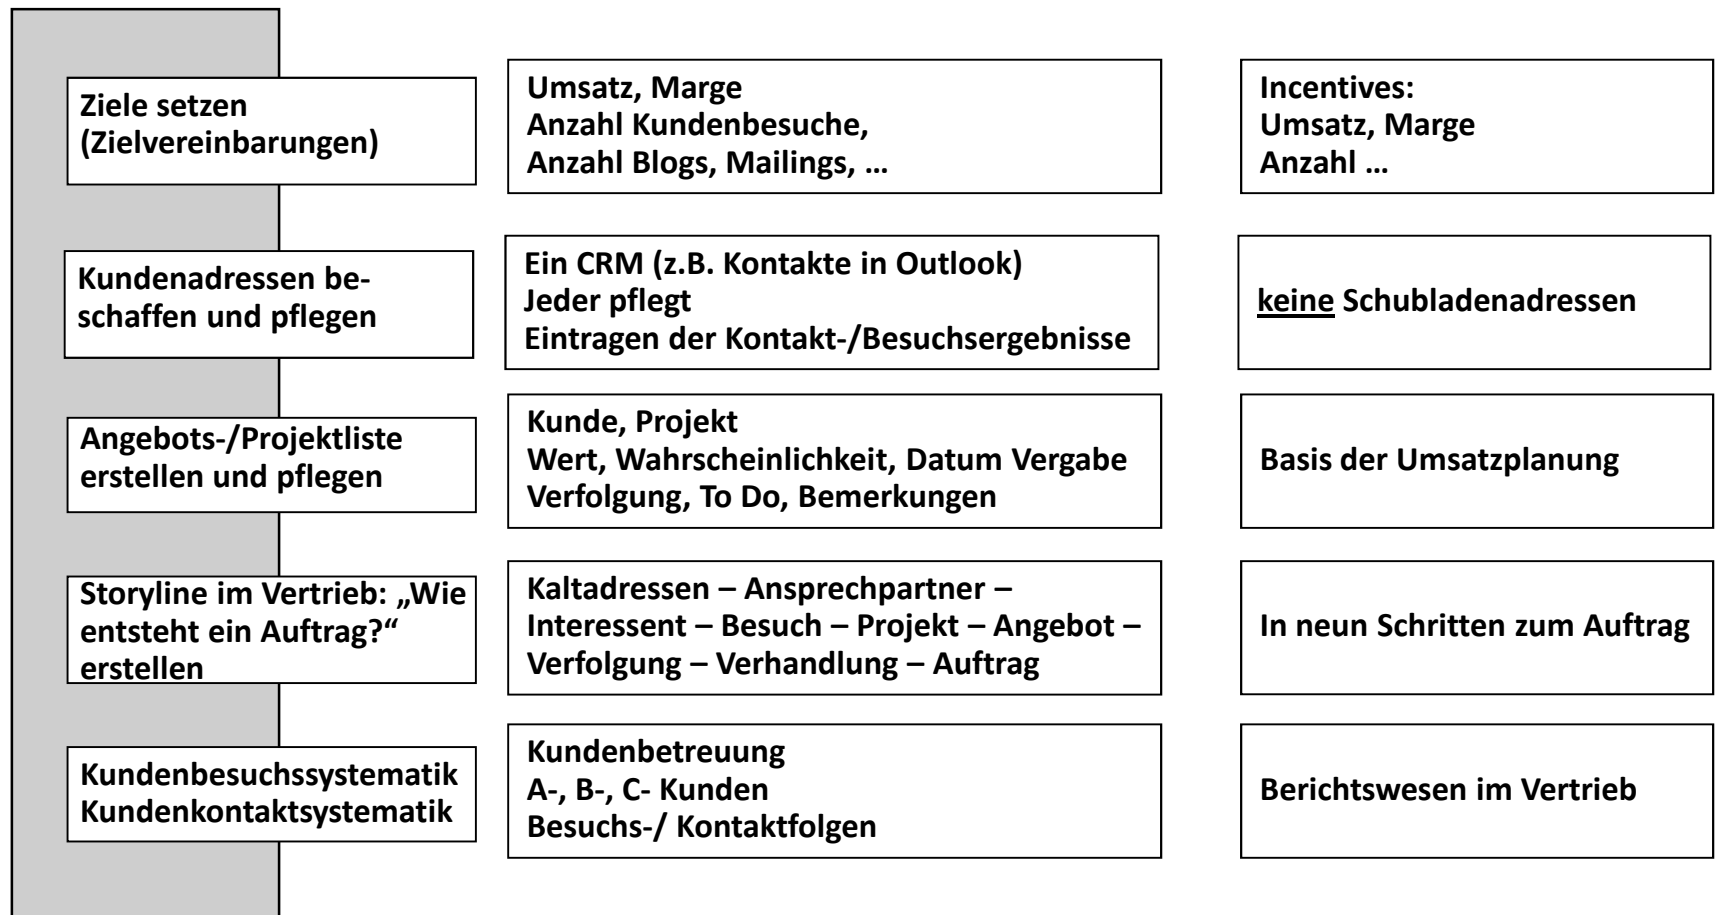 Ziele setzen
(Zielvereinbarungen)
Umsatz, Marge
Anzahl Kundenbesuche,
Anzahl Blogs, Mailings, …
Incentives:
Umsatz, Marge
Anzahl …
Kundenadressen be-
schaffen und pflegen
Ein CRM (z.B. Kontakte in Outlook)
Jeder pflegt
Eintragen der Kontakt-/Besuchsergebnisse
keine Schubladenadressen
Angebots-/Projektliste
erstellen und pflegen
Kunde, Projekt
Wert, Wahrscheinlichkeit, Datum Vergabe
Verfolgung, To Do, Bemerkungen
Basis der Umsatzplanung
Storyline im Vertrieb: „Wie
entsteht ein Auftrag?“
erstellen
Kaltadressen – Ansprechpartner –
Interessent – Besuch – Projekt – Angebot –
Verfolgung – Verhandlung – Auftrag
In neun Schritten zum Auftrag
Kundenbesuchssystematik
Kundenkontaktsystematik
Kundenbetreuung
A-, B-, C- Kunden
Besuchs-/ Kontaktfolgen
Berichtswesen im Vertrieb